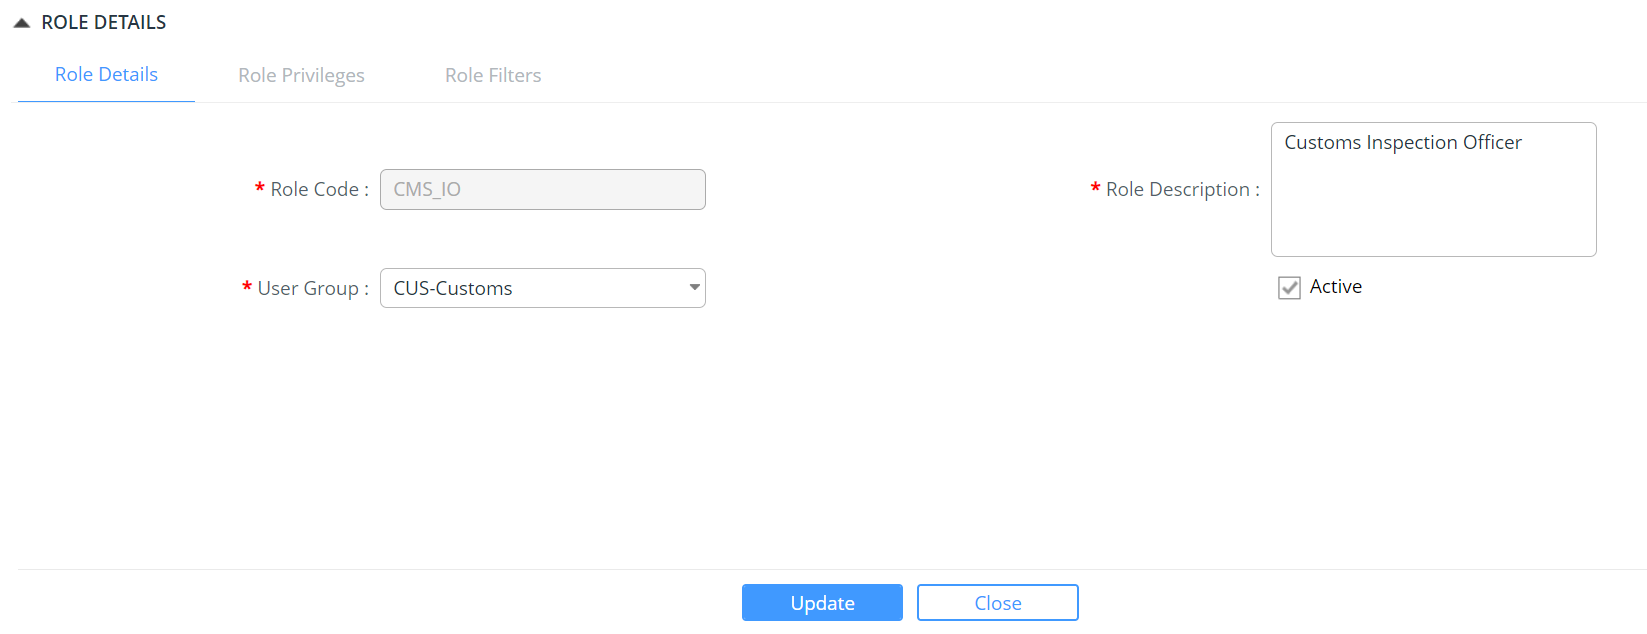 ROLE DETAILS
Role Details Role Privileges Role Filters
* Role Code : CMS_IO
* Role Description : Customs Inspection Officer
* User Group : CUS-Customs
Active
Update Close